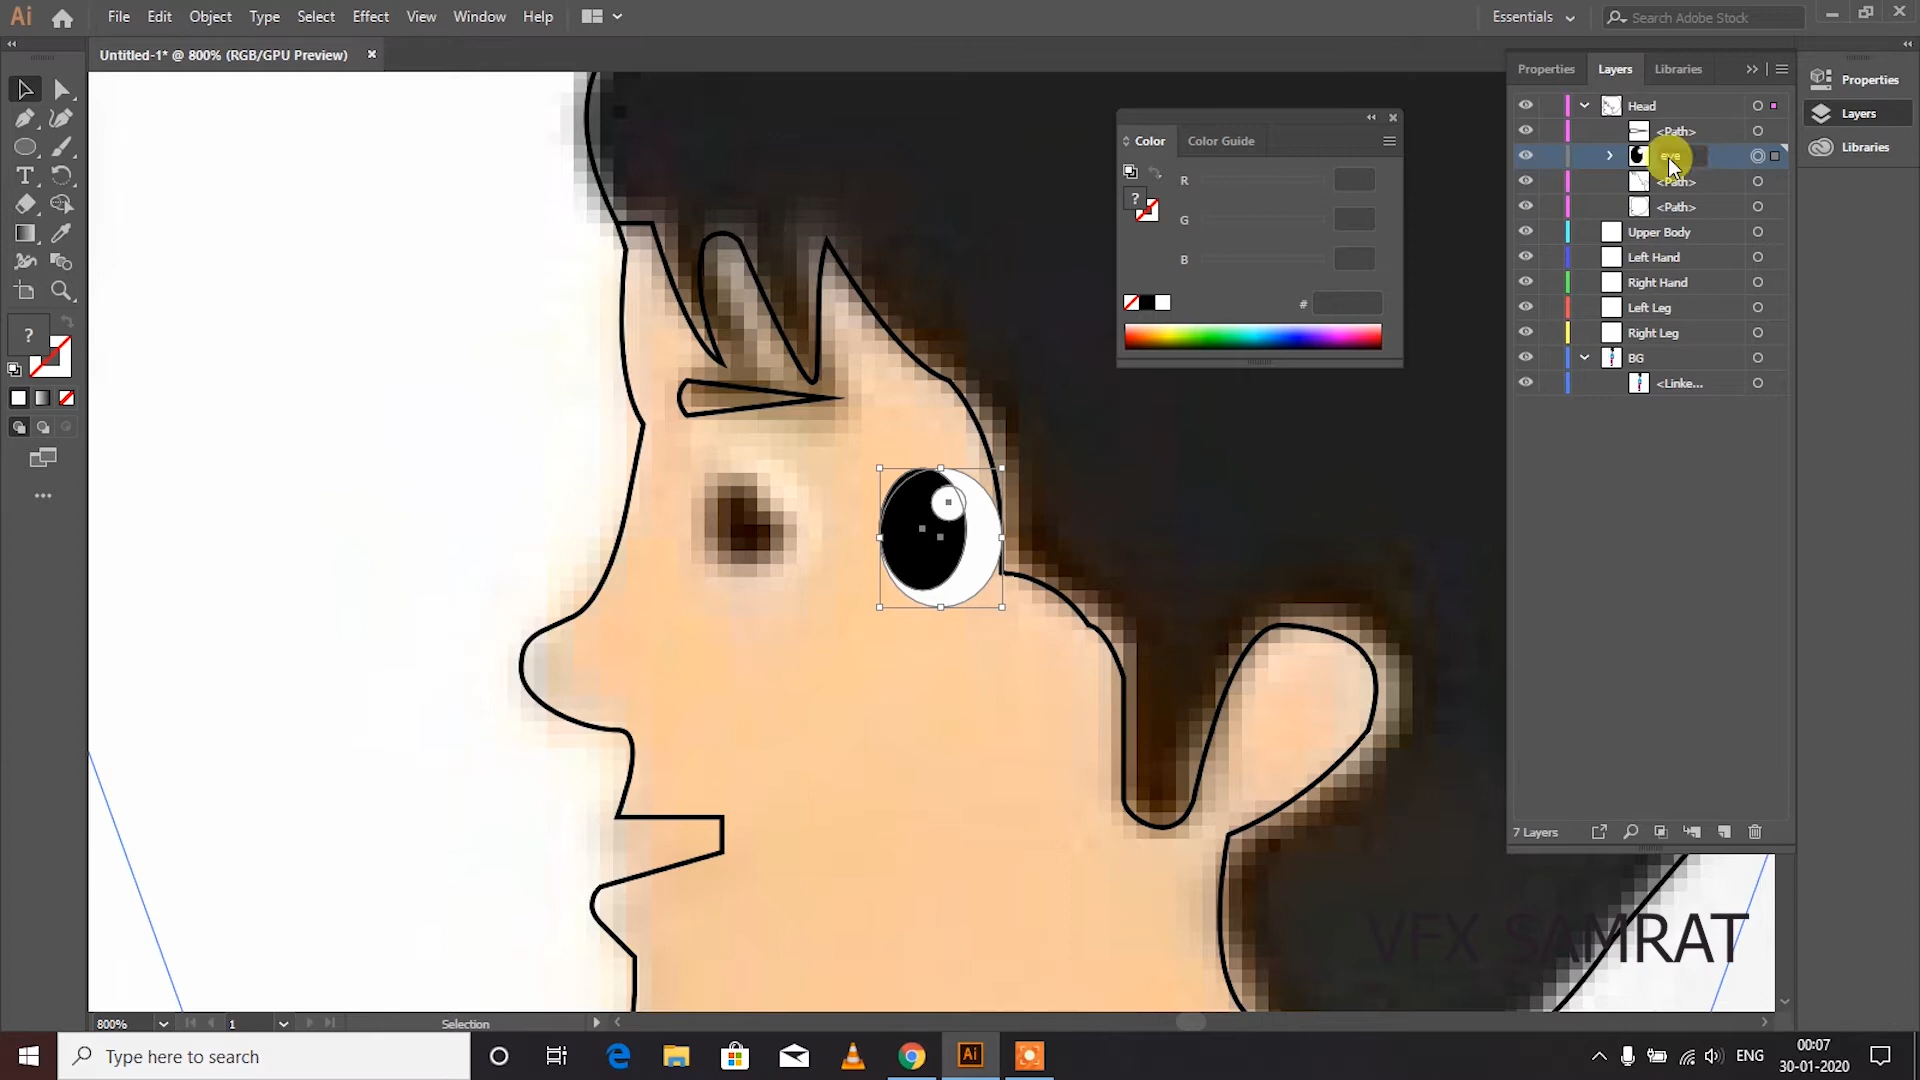 Ai File Edit Object Type Select Effect View Window Help Essentials Search Adobe Stock
Untitled-1* @ 800% (RGB/GPU Preview)
Properties Layers Libraries
Head
<Path>
eye
<Path>
<Path>
Upper Body
Left Hand
Right Hand
Left Leg
Right Leg
BG
<Linke...
7 Layers
Properties
Layers
Libraries
Color Color Guide
R
G
B
#
?
?
VFX SAMRAT
800% 1 Selection
Type here to search
Ai
ENG
00:07
30-01-2020